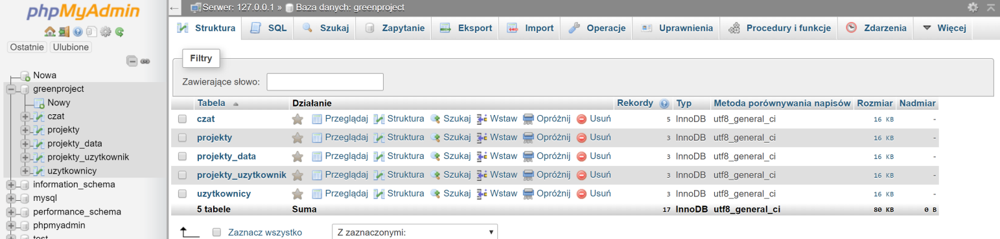 phpMyAdmin
Ostatnie Ulubione
Nowa
greenproject
Nowy
czat
projekty
projekty_data
projekty_uzytkownik
uzytkownicy
information_schema
mysql
performance_schema
phpmyadmin
test
Serwer: 127.0.0.1 » Baza danych: greenproject
Struktura SQL Szukaj Zapytanie Eksport Import Operacje Uprawnienia Procedury i funkcje Zdarzenia Więcej
Filtry
Zawierające słowo:
Tabela Działanie Rekordy Typ Metoda porównywania napisów Rozmiar Nadmiar
czat Przeglądaj Struktura Szukaj Wstaw Opróżnij Usuń 5 InnoDB utf8_general_ci 16 KB -
projekty Przeglądaj Struktura Szukaj Wstaw Opróżnij Usuń 3 InnoDB utf8_general_ci 16 KB -
projekty_data Przeglądaj Struktura Szukaj Wstaw Opróżnij Usuń 3 InnoDB utf8_general_ci 16 KB -
projekty_uzytkownik Przeglądaj Struktura Szukaj Wstaw Opróżnij Usuń 3 InnoDB utf8_general_ci 16 KB -
uzytkownicy Przeglądaj Struktura Szukaj Wstaw Opróżnij Usuń 3 InnoDB utf8_general_ci 16 KB -
5 tabele Suma 17 InnoDB utf8_general_ci 80 KB 0 B
Zaznacz wszystko Z zaznaczonymi: